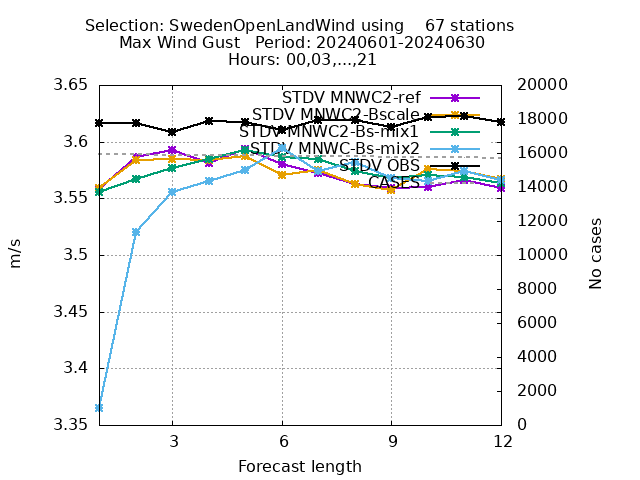 Selection: SwedenOpenLandWind using 67 stations
Max Wind Gust Period: 20240601-20240630
Hours: 00,03,...,21
3.65
3.6
3.55
3.5
3.45
3.4
3.35
m/s
STDV MNWC2-ref
STDV MNWC2-Bscale
STDV MNWC2-Bs-mix1
STDV MNWC-Bs-mix2
STDV OBS
CASES
20000
18000
16000
14000
12000
10000
8000
6000
4000
2000
0
No cases
3 6 9 12
Forecast length